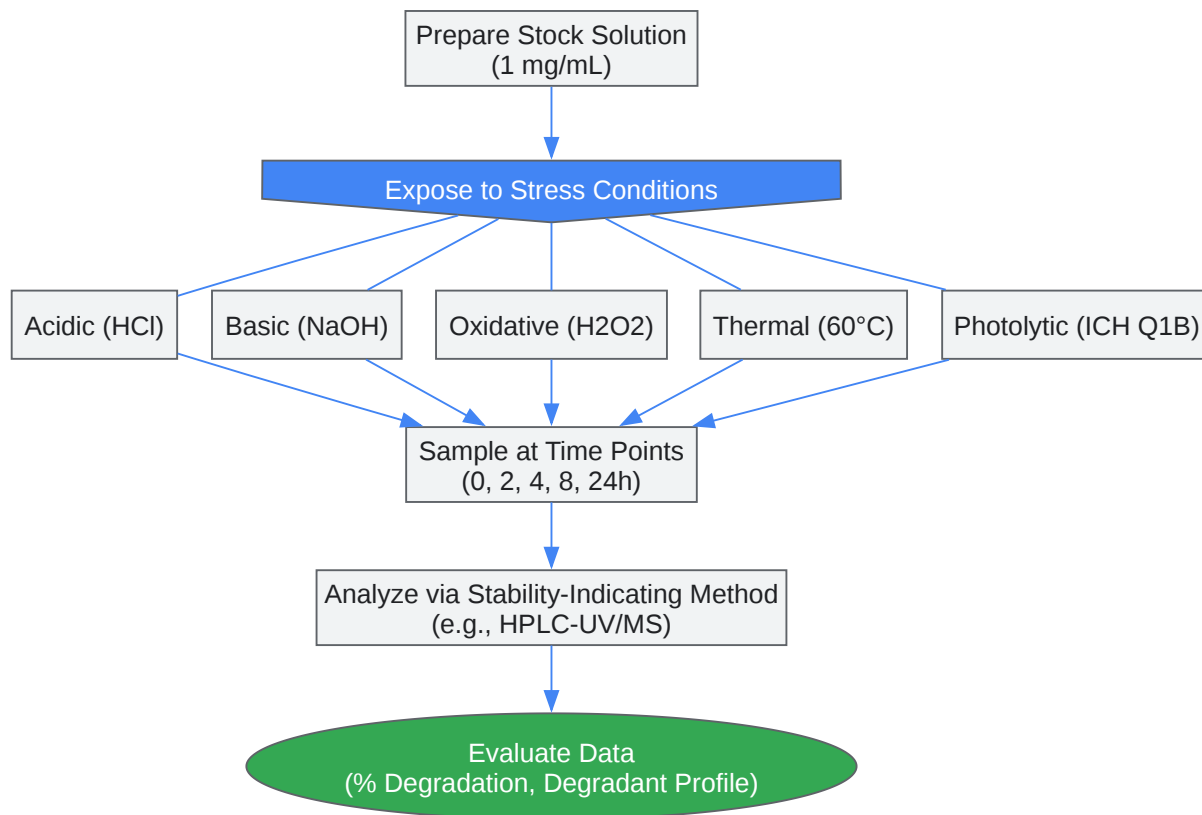 Prepare Stock Solution
(1 mg/mL)
Expose to Stress Conditions
Acidic (HCl)
Basic (NaOH)
Oxidative (H2O2)
Thermal (60°C)
Photolytic (ICH Q1B)
Sample at Time Points
(0, 2, 4, 8, 24h)
Analyze via Stability-Indicating Method
(e.g., HPLC-UV/MS)
Evaluate Data
(% Degradation, Degradant Profile)